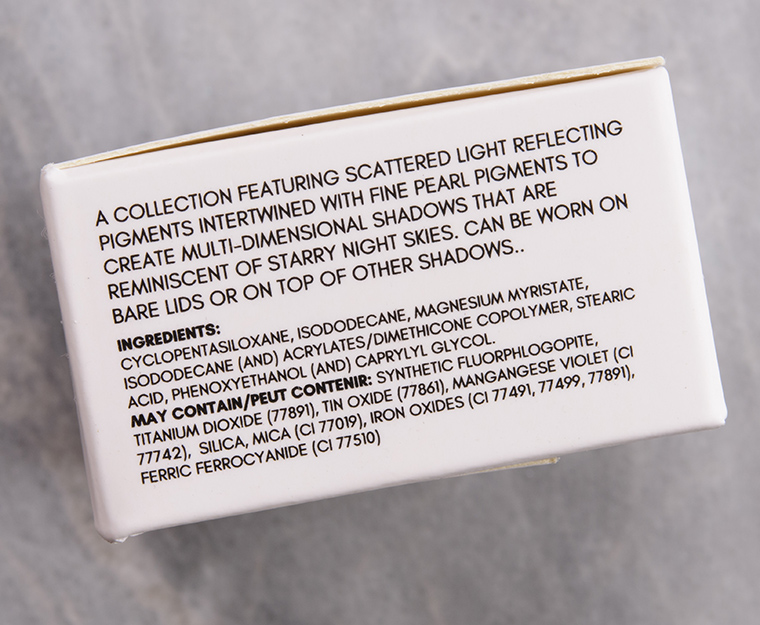 A COLLECTION FEATURING SCATTERED LIGHT REFLECTING
PIGMENTS INTERTWINED WITH FINE PEARL PIGMENTS TO
CREATE MULTI-DIMENSIONAL SHADOWS THAT ARE
REMINISCENT OF STARRY NIGHT SKIES. CAN BE WORN ON
BARE LIDS OR ON TOP OF OTHER SHADOWS..
INGREDIENTS:
CYCLOPENTASILOXANE, ISODODECANE, MAGNESIUM MYRISTATE,
ISODODECANE (AND) ACRYLATES/DIMETHICONE COPOLYMER, STEARIC
ACID, PHENOXYETHANOL (AND) CAPRYLYL GLYCOL.
MAY CONTAIN/PEUT CONTENIR: SYNTHETIC FLUORPHLOGOPITE,
TITANIUM DIOXIDE (77891), TIN OXIDE (77861), MANGANGESE VIOLET (CI
77742), SILICA, MICA (CI 77019), IRON OXIDES (CI 77491, 77499, 77891),
FERRIC FERROCYANIDE (CI 77510)